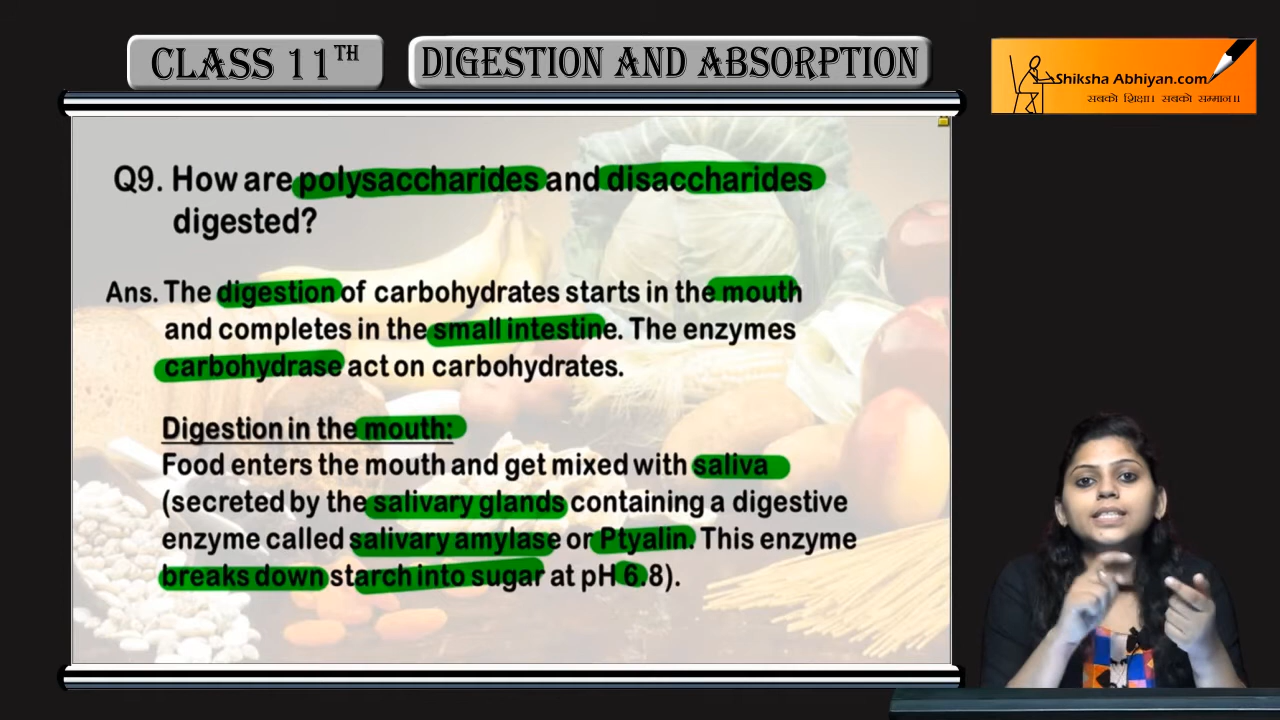 CLASS 11TH
DIGESTION AND ABSORPTION
Shiksha Abhiyan.com
सबको शिक्षा। सबको सम्मान॥
Q9. How are polysaccharides and disaccharides
digested?
Ans. The digestion of carbohydrates starts in the mouth
and completes in the small intestine. The enzymes
carbohydrase act on carbohydrates.
Digestion in the mouth:
Food enters the mouth and get mixed with saliva
(secreted by the salivary glands containing a digestive
enzyme called salivary amylase or Ptyalin. This enzyme
breaks down starch into sugar at pH 6.8).